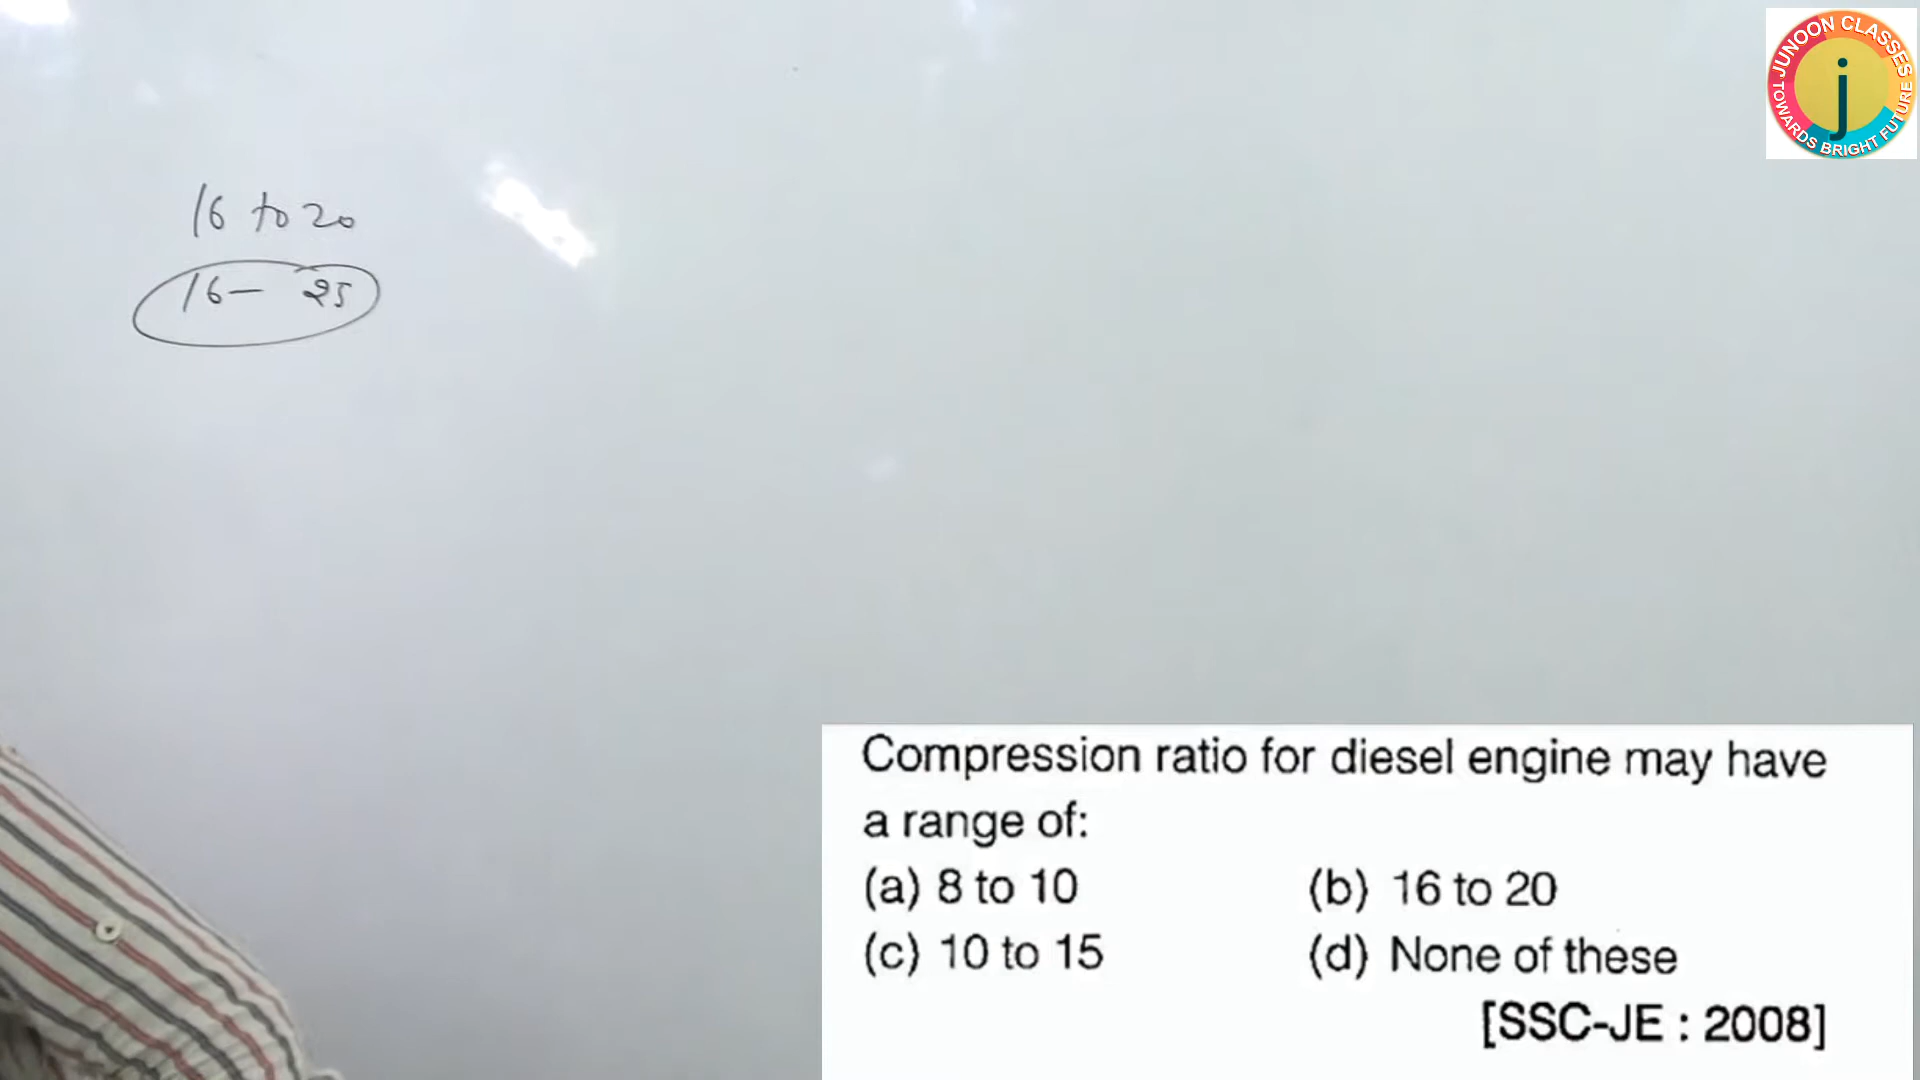 JUNOON CLASSES
TOWARDS BRIGHT FUTURE
j
16 to 20
16- 25
Compression ratio for diesel engine may have
a range of:
(a) 8 to 10 (b) 16 to 20
(c) 10 to 15 (d) None of these
[SSC-JE : 2008]